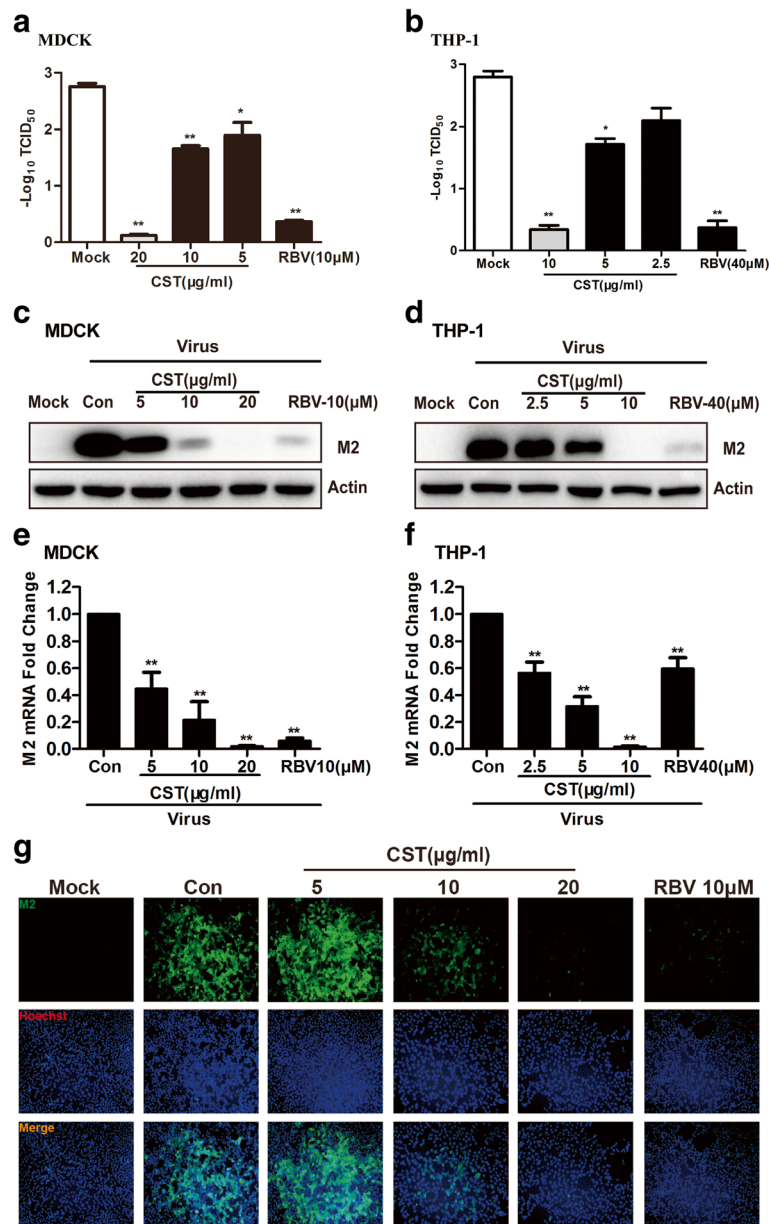 a
MDCK
3
2
1
0
-Log10 TCID50
**
**
*
**
Mock
20
10
5
RBV(10μM)
CST(μg/ml)
b
THP-1
3
2
1
0
-Log10 TCID50
**
*
**
Mock
10
5
2.5
RBV(40μM)
CST(μg/ml)
c
MDCK
Virus
CST(μg/ml)
Mock Con 5 10 20 RBV-10(μM)
M2
Actin
d
THP-1
Virus
CST(μg/ml)
Mock Con 2.5 5 10 RBV-40(μM)
M2
Actin
e
MDCK
M2 mRNA Fold Change
1.2
1.0
0.8
0.6
0.4
0.2
0.0
**
**
**
**
Con 5 10 20 RBV10(μM)
CST(μg/ml)
Virus
f
THP-1
M2 mRNA Fold Change
1.2
1.0
0.8
0.6
0.4
0.2
0.0
**
**
**
**
Con 2.5 5 10 RBV40(μM)
CST(μg/ml)
Virus
g
CST(μg/ml)
Mock Con 5 10 20 RBV 10μM
M2
Hoechst
Merge